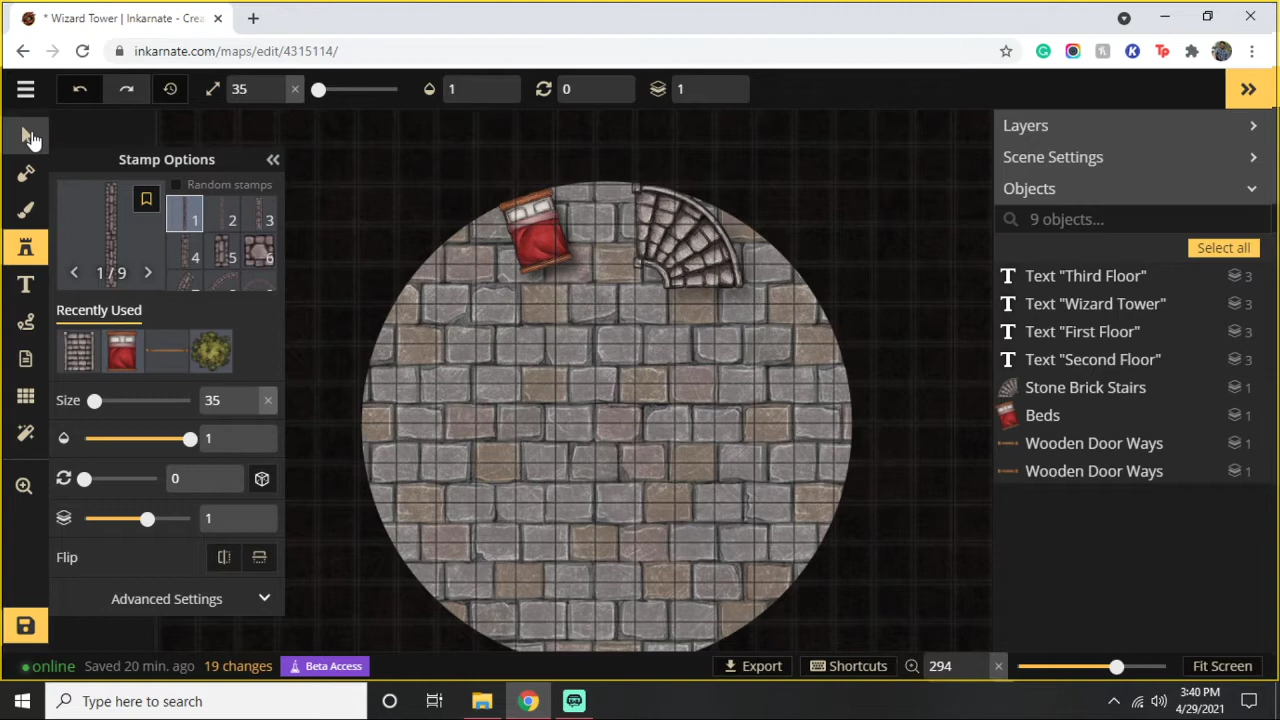 * Wizard Tower | Inkarnate - Crea
inkarnate.com/maps/edit/4315114/
35
1
0
1
Stamp Options
Random stamps
1
2
3
4
5
6
1/9
Recently Used
Size
35
1
0
1
Flip
Advanced Settings
Layers
Scene Settings
Objects
9 objects...
Select all
Text "Third Floor"
3
Text "Wizard Tower"
3
Text "First Floor"
3
Text "Second Floor"
3
Stone Brick Stairs
1
Beds
1
Wooden Door Ways
1
Wooden Door Ways
1
online
Saved 20 min. ago
19 changes
Beta Access
Export
Shortcuts
294
Fit Screen
Type here to search
3:40 PM
4/29/2021